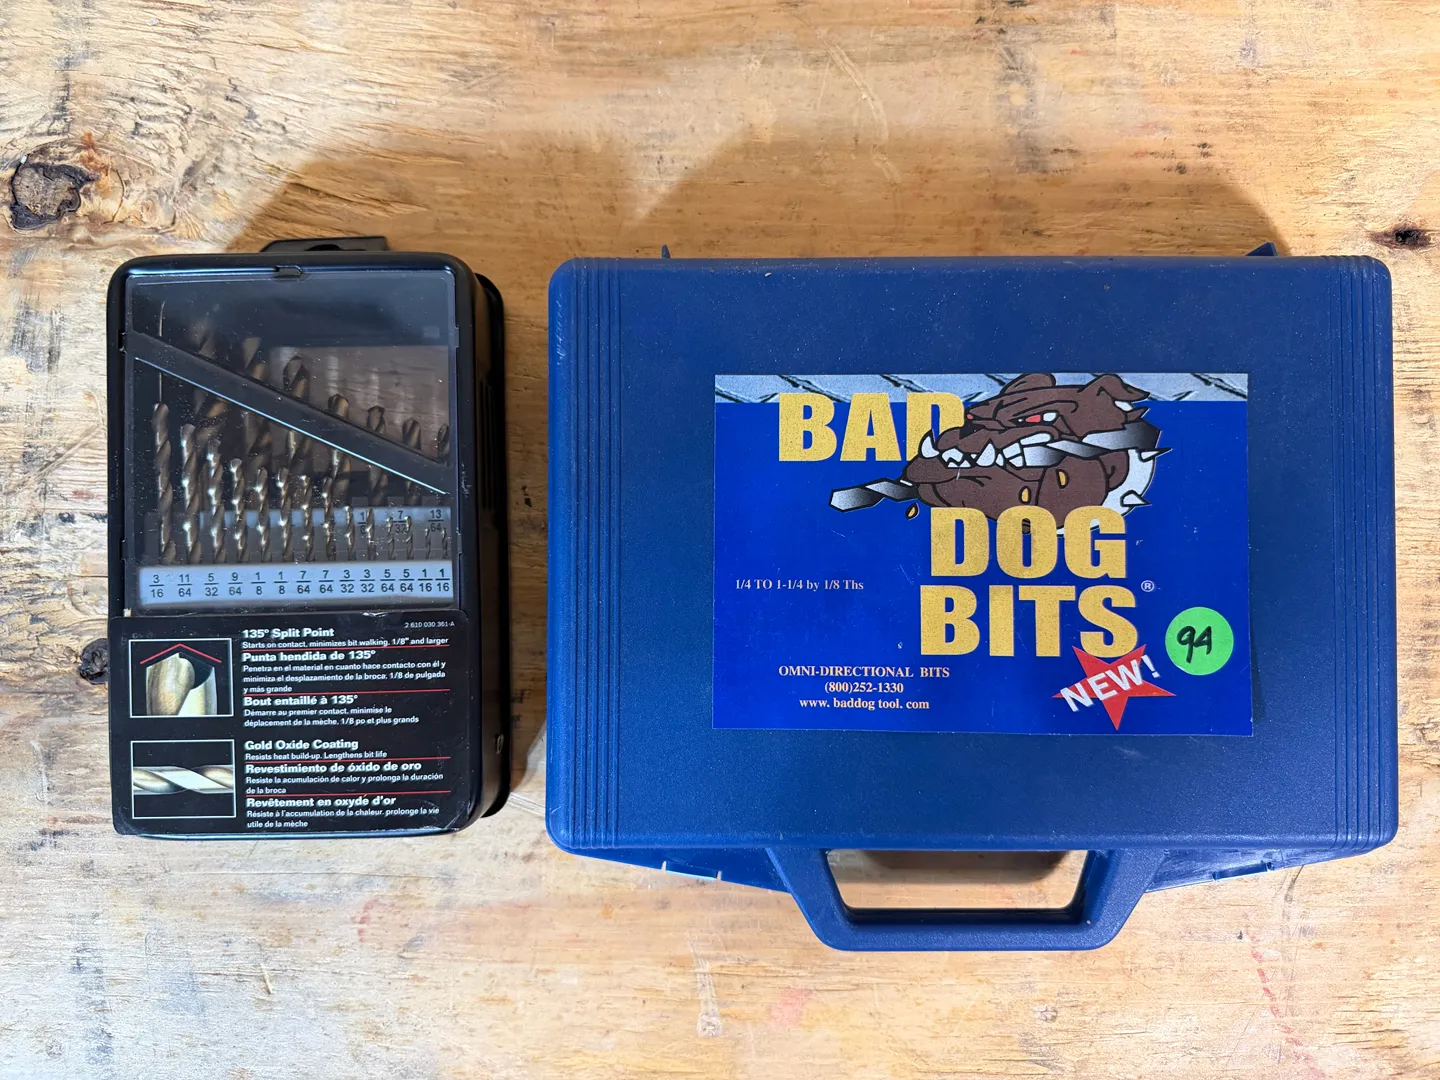 1 7 13
32 64
3 11 5 9 1 1 7 7 3 3 5 5 1 1
16 64 32 64 8 8 64 64 32 32 64 64 16 16
2 610 030 361-A
135° Split Point
Starts on contact, minimizes bit walking. 1/8" and larger
Punta hendida de 135°
Penetra en el material en cuanto hace contacto con él y
minimiza el desplazamiento de la broca. 1/8 de pulgada
y más grande
Bout entaillé à 135°
Démarre au premier contact, minimise le
déplacement de la mèche. 1/8 po et plus grands
Gold Oxide Coating
Resists heat build-up. Lengthens bit life
Revestimiento de óxido de oro
Resiste la acumulación de calor y prolonga la duración
de la broca
Revêtement en oxyde d'or
Résiste à l'accumulation de la chaleur. prolonge la vie
utile de la mèche
BAD
DOG
BITS®
1/4 TO 1-1/4 by 1/8 Ths
OMNI-DIRECTIONAL BITS
(800)252-1330
www. baddog tool. com
NEW!
94